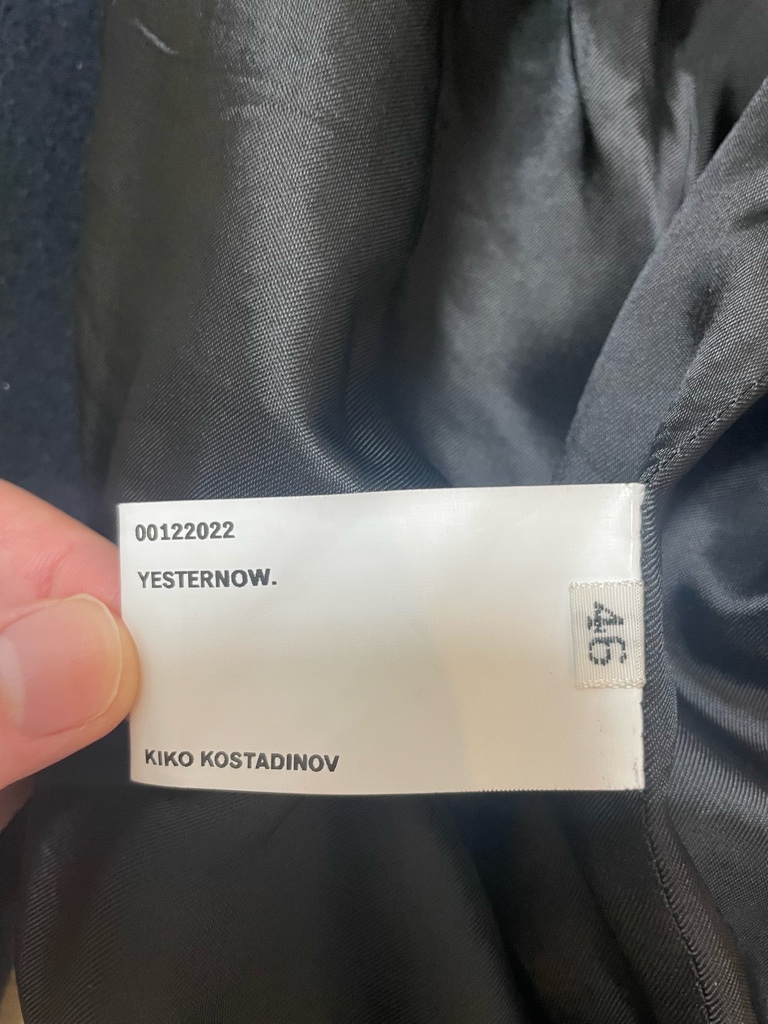 00122022
YESTERNOW.
46
KIKO KOSTADINOV